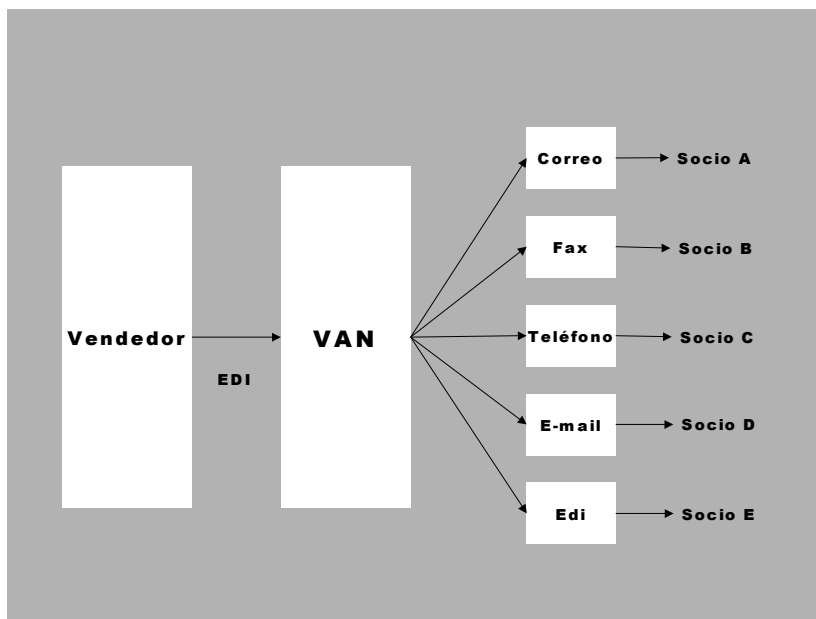 Correo
Socio A
Fax
Socio B
Vendedor
VAN
Teléfono
Socio C
EDI
E-mail
Socio D
Edi
Socio E